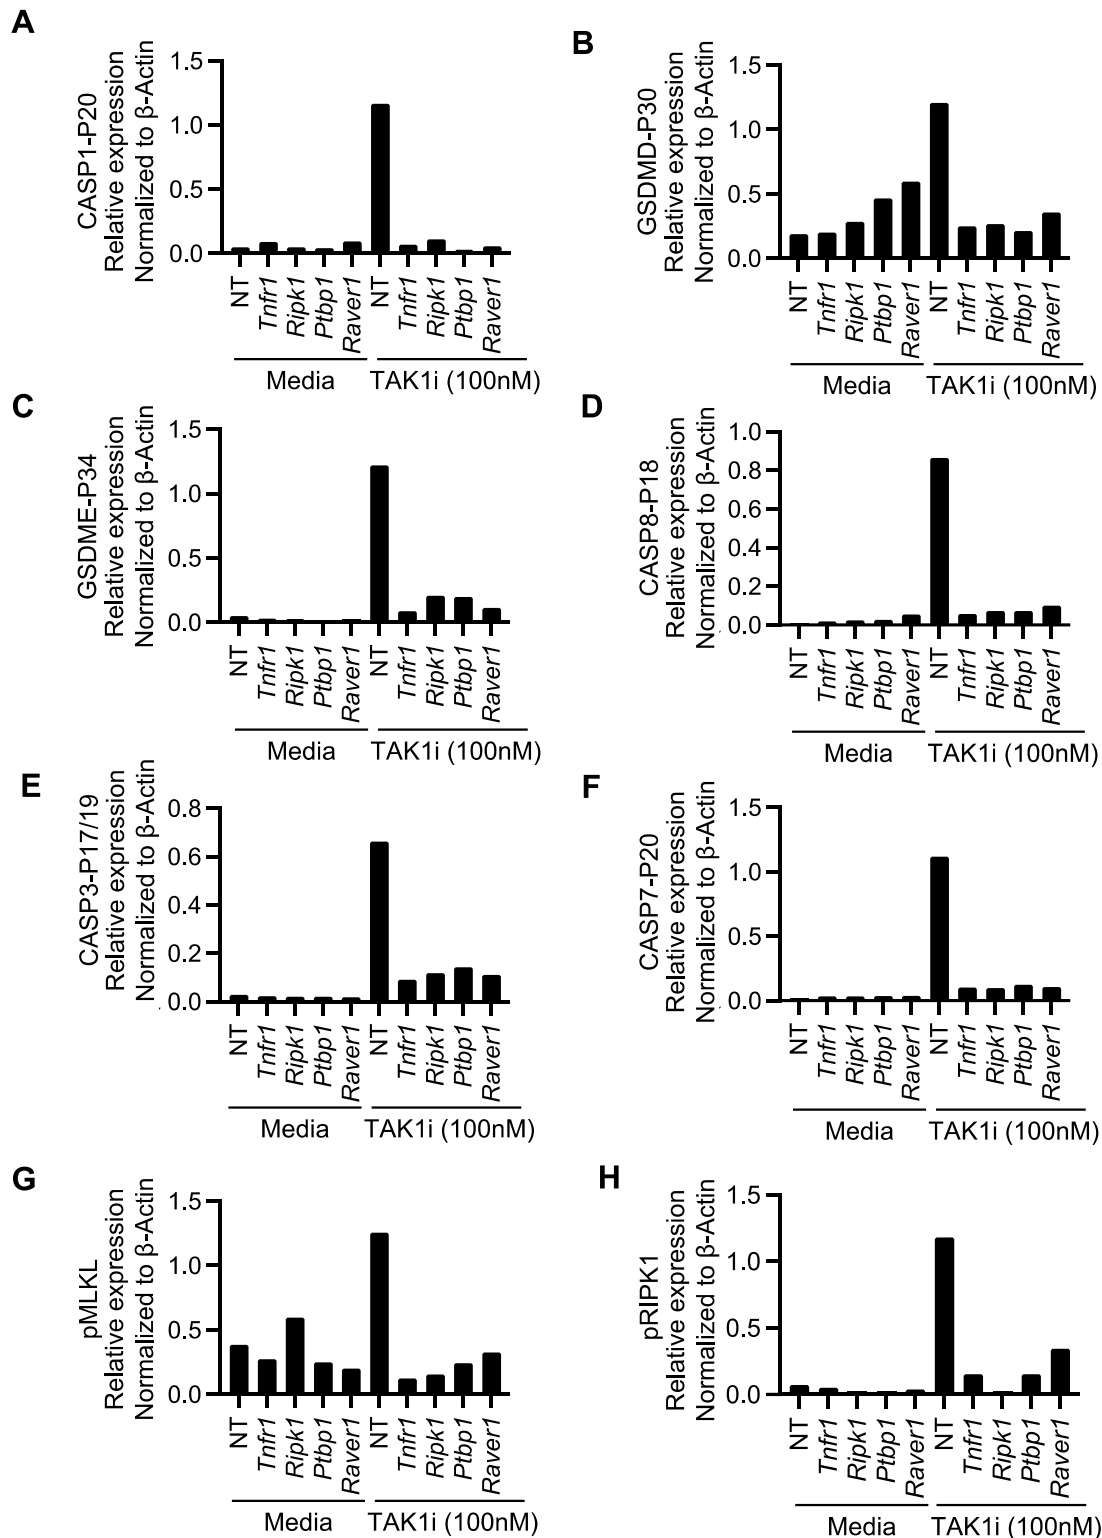 A
CASP1-P20
Relative expression
Normalized to β-Actin
1.5
1.0
0.5
0.0
NT
Tnfr1
Ripk1
Ptbp1
Raver1
NT
Tnfr1
Ripk1
Ptbp1
Raver1
Media
TAK1i (100nM)
B
GSDMD-P30
Relative expression
Normalized to β-Actin
1.5
1.0
0.5
0.0
NT
Tnfr1
Ripk1
Ptbp1
Raver1
NT
Tnfr1
Ripk1
Ptbp1
Raver1
Media
TAK1i (100nM)
C
GSDME-P34
Relative expression
Normalized to β-Actin
1.5
1.0
0.5
0.0
NT
Tnfr1
Ripk1
Ptbp1
Raver1
NT
Tnfr1
Ripk1
Ptbp1
Raver1
Media
TAK1i (100nM)
D
CASP8-P18
Relative expression
Normalized to β-Actin
1.0
0.8
0.6
0.4
0.2
0.0
NT
Tnfr1
Ripk1
Ptbp1
Raver1
NT
Tnfr1
Ripk1
Ptbp1
Raver1
Media
TAK1i (100nM)
E
CASP3-P17/19
Relative expression
Normalized to β-Actin
0.8
0.6
0.4
0.2
0.0
NT
Tnfr1
Ripk1
Ptbp1
Raver1
NT
Tnfr1
Ripk1
Ptbp1
Raver1
Media
TAK1i (100nM)
F
CASP7-P20
Relative expression
Normalized to β-Actin
1.5
1.0
0.5
0.0
NT
Tnfr1
Ripk1
Ptbp1
Raver1
NT
Tnfr1
Ripk1
Ptbp1
Raver1
Media
TAK1i (100nM)
G
pMLKL
Relative expression
Normalized to β-Actin
1.5
1.0
0.5
0.0
NT
Tnfr1
Ripk1
Ptbp1
Raver1
NT
Tnfr1
Ripk1
Ptbp1
Raver1
Media
TAK1i (100nM)
H
pRIPK1
Relative expression
Normalized to β-Actin
1.5
1.0
0.5
0.0
NT
Tnfr1
Ripk1
Ptbp1
Raver1
NT
Tnfr1
Ripk1
Ptbp1
Raver1
Media
TAK1i (100nM)